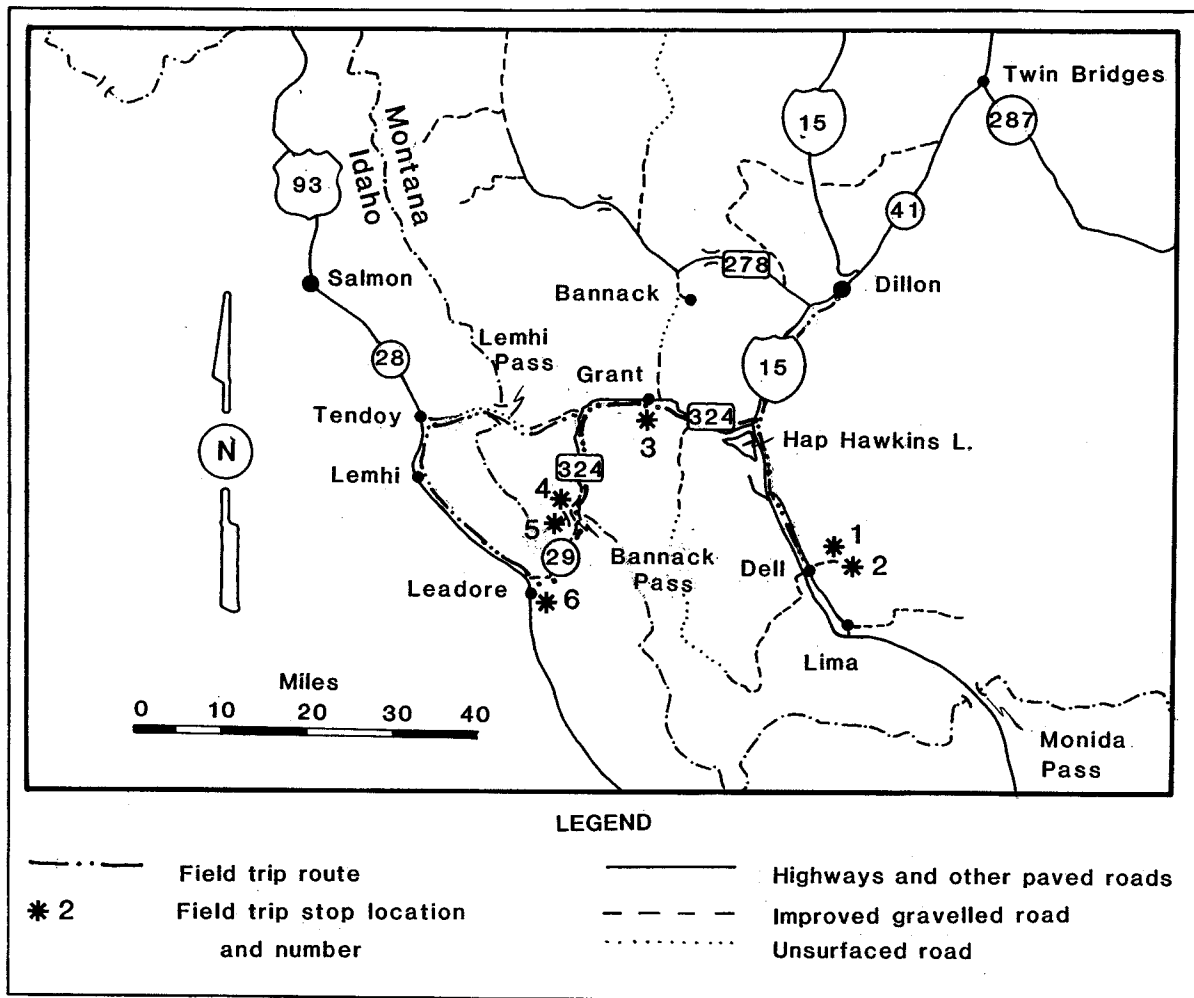 Twin Bridges
15
287
Montana
Idaho
93
41
278
Salmon
Bannack
Dillon
Lemhi
Pass
28
15
Grant
Tendoy
324
3
Hap Hawkins L.
N
Lemhi
324
4
5
1
29
Bannack
Pass
Dell
2
Leadore
6
Lima
Miles
0 10 20 30 40
Monida
Pass
LEGEND
Field trip route
Highways and other paved roads
2 Field trip stop location
and number
Improved gravelled road
Unsurfaced road